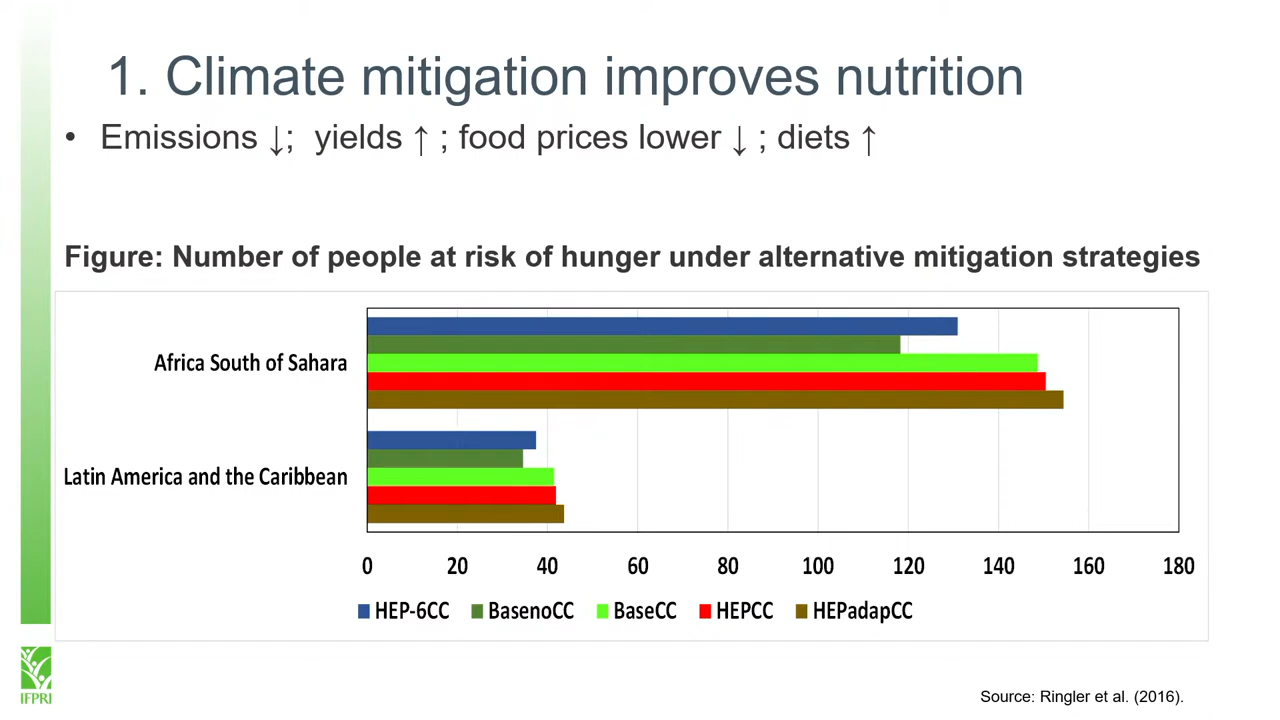 1. Climate mitigation improves nutrition
• Emissions ↓; yields ↑ ; food prices lower ↓ ; diets ↑
Figure: Number of people at risk of hunger under alternative mitigation strategies
Africa South of Sahara
Latin America and the Caribbean
0 20 40 60 80 100 120 140 160 180
HEP-6CC BasenoCC BaseCC HEPCC HEPadapCC
IFPRI
Source: Ringler et al. (2016).